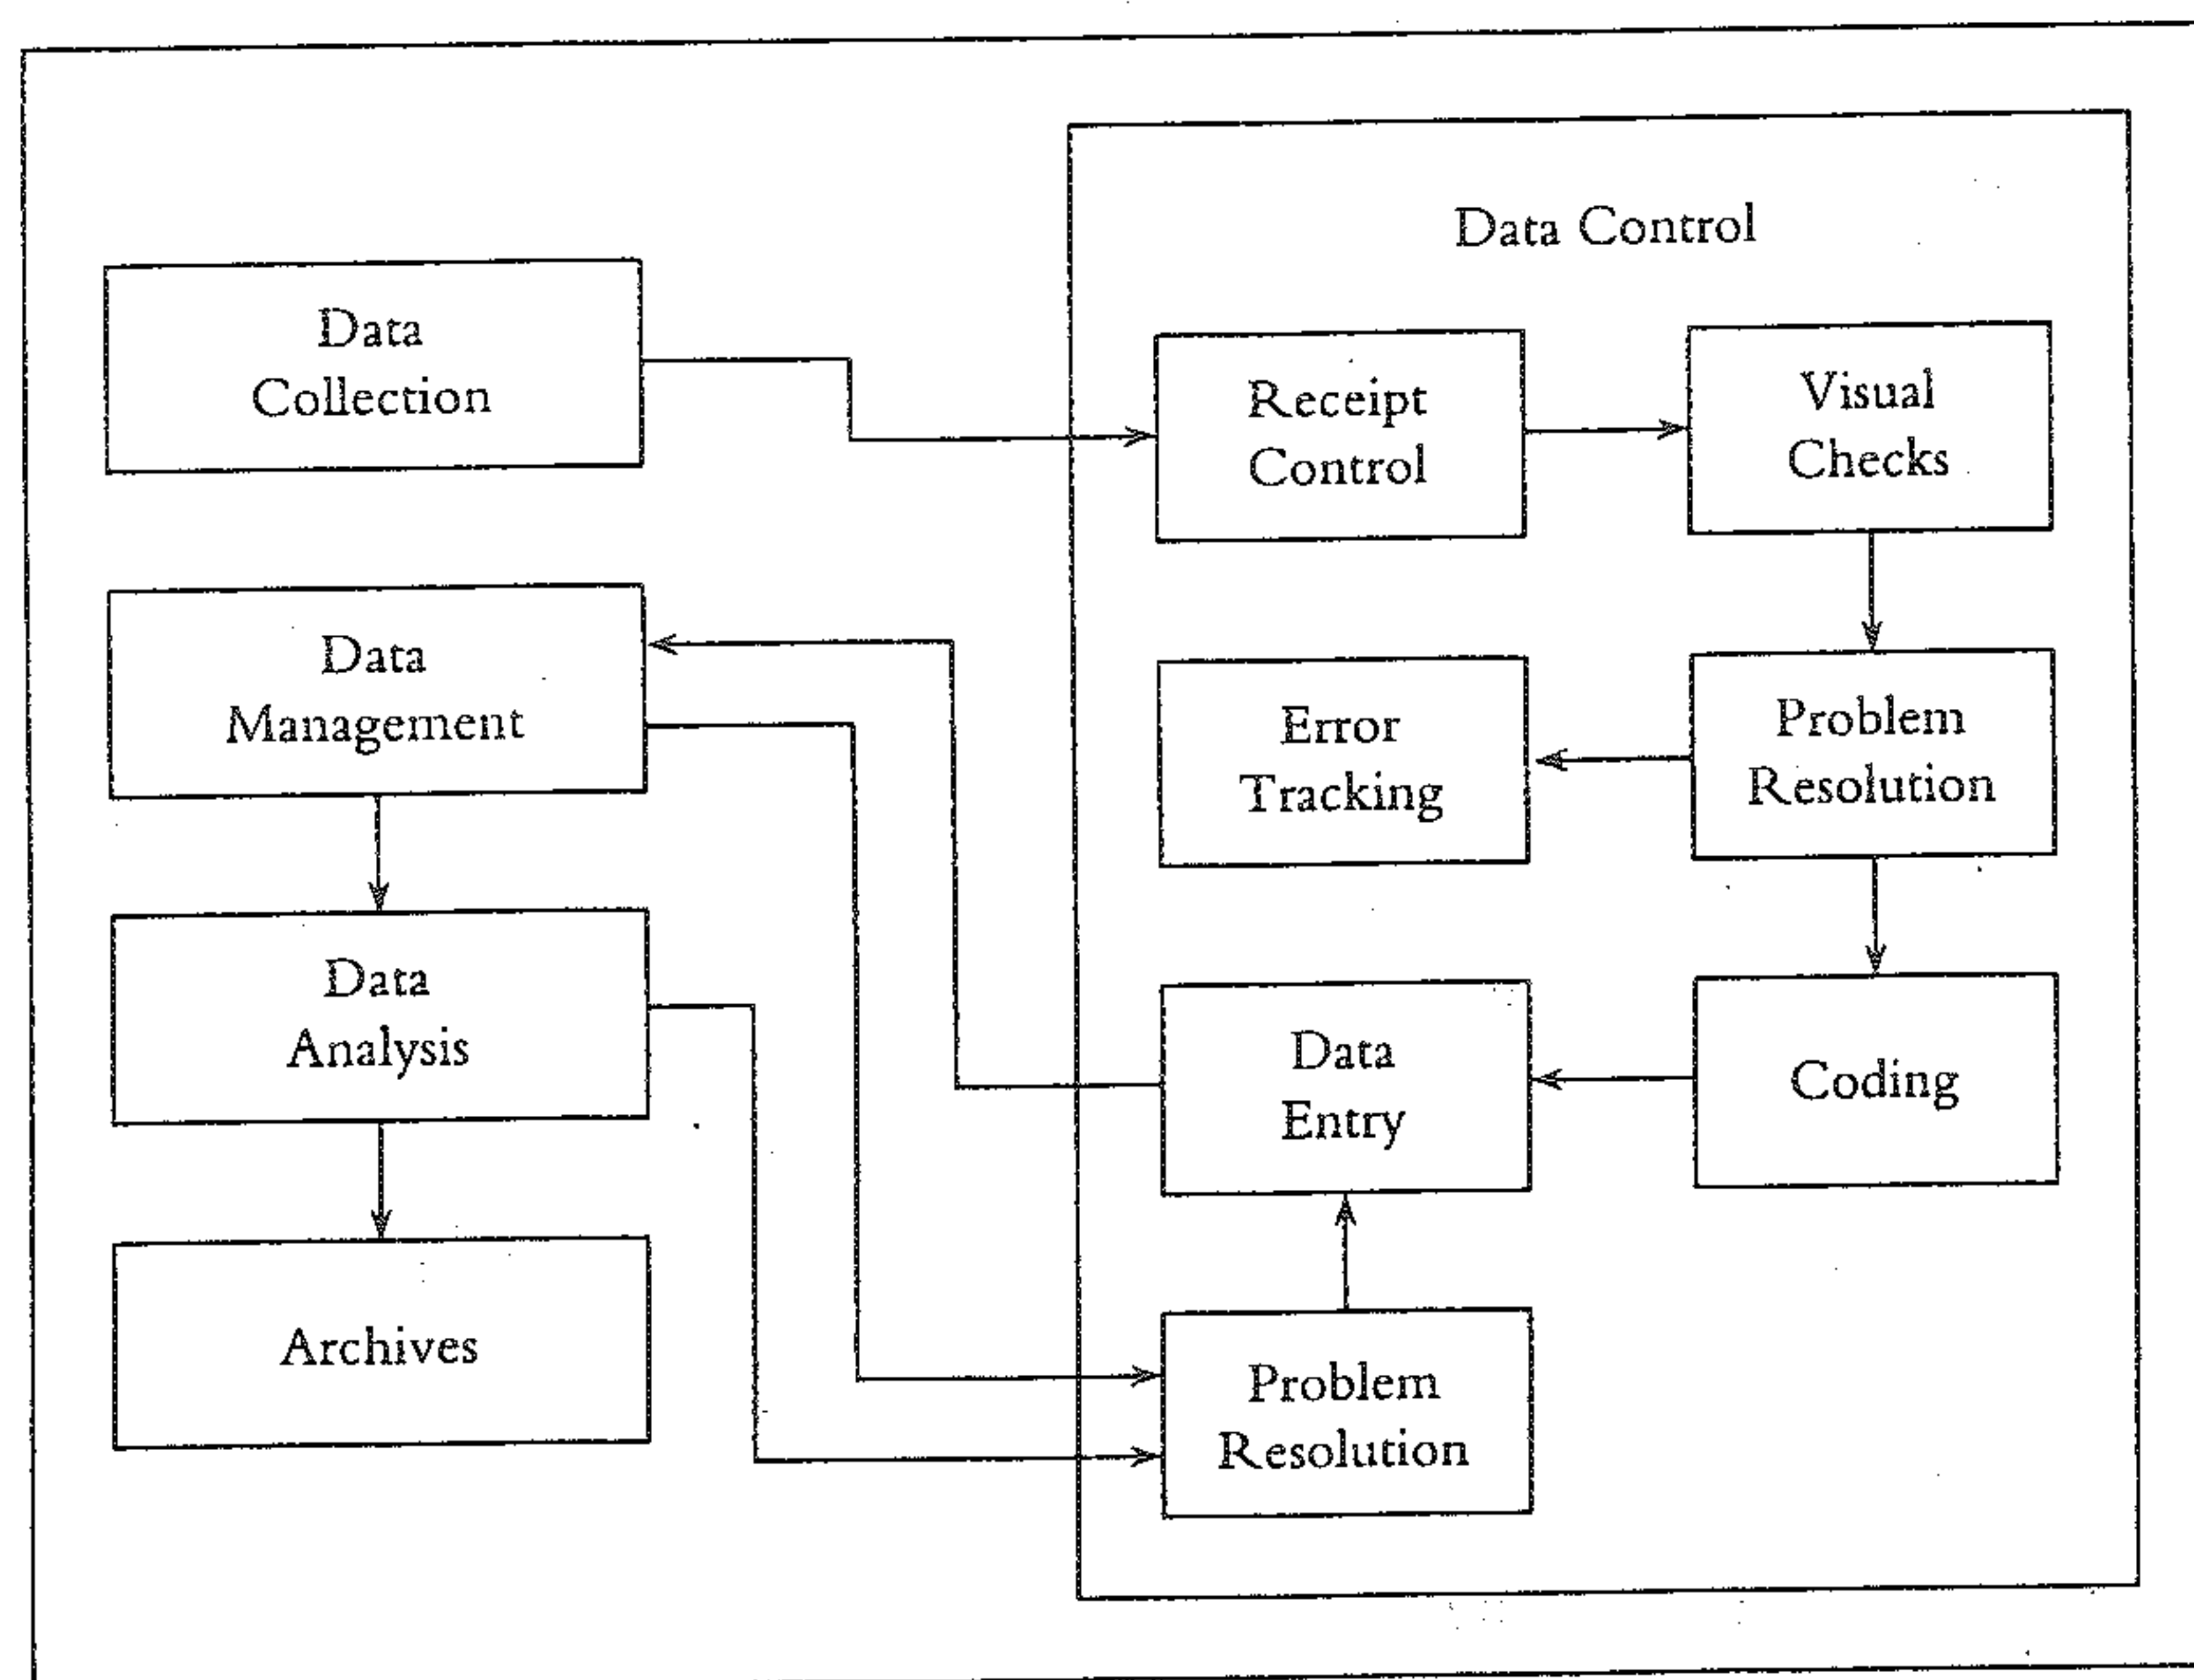 Data Control
Data
Collection
Receipt
Control
Visual
Checks
Data
Management
Error
Tracking
Problem
Resolution
Data
Analysis
Data
Entry
Coding
Archives
Problem
Resolution